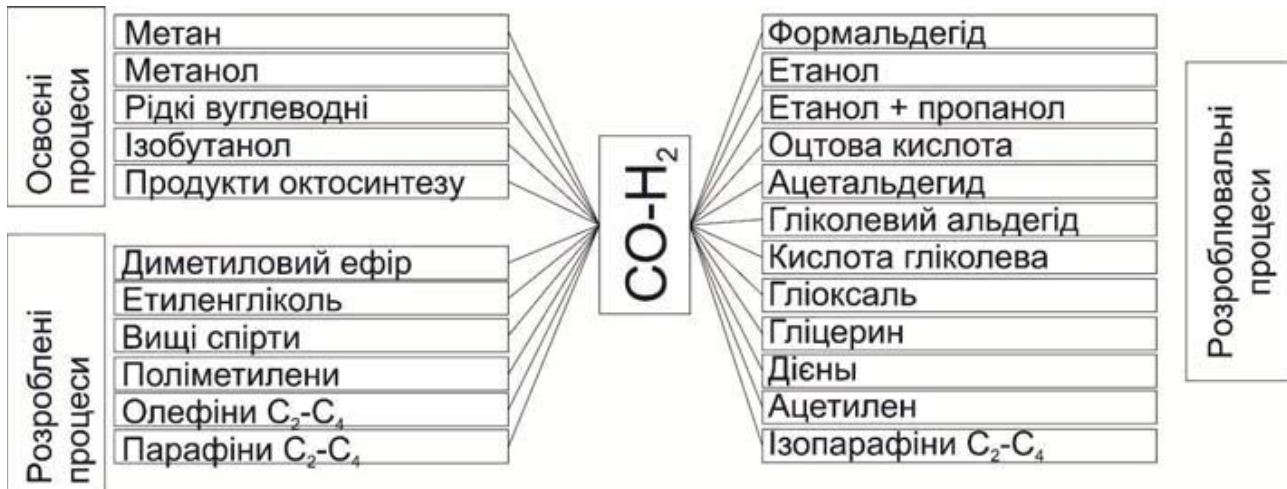 Освоєні
процеси
Метан
Метанол
Рідкі вуглеводні
Ізобутанол
Продукти октосинтезу
Розроблені
процеси
Диметиловий ефір
Етиленгліколь
Вищі спірти
Поліметилени
Олефіни C₂-C₄
Парафіни C₂-C₄
CO-H₂
Формальдегід
Етанол
Етанол + пропанол
Оцтова кислота
Ацетальдегид
Гліколевий альдегід
Кислота гліколева
Гліоксаль
Гліцерин
Дієны
Ацетилен
Ізопарафіни C₂-C₄
Розроблювальні
процеси